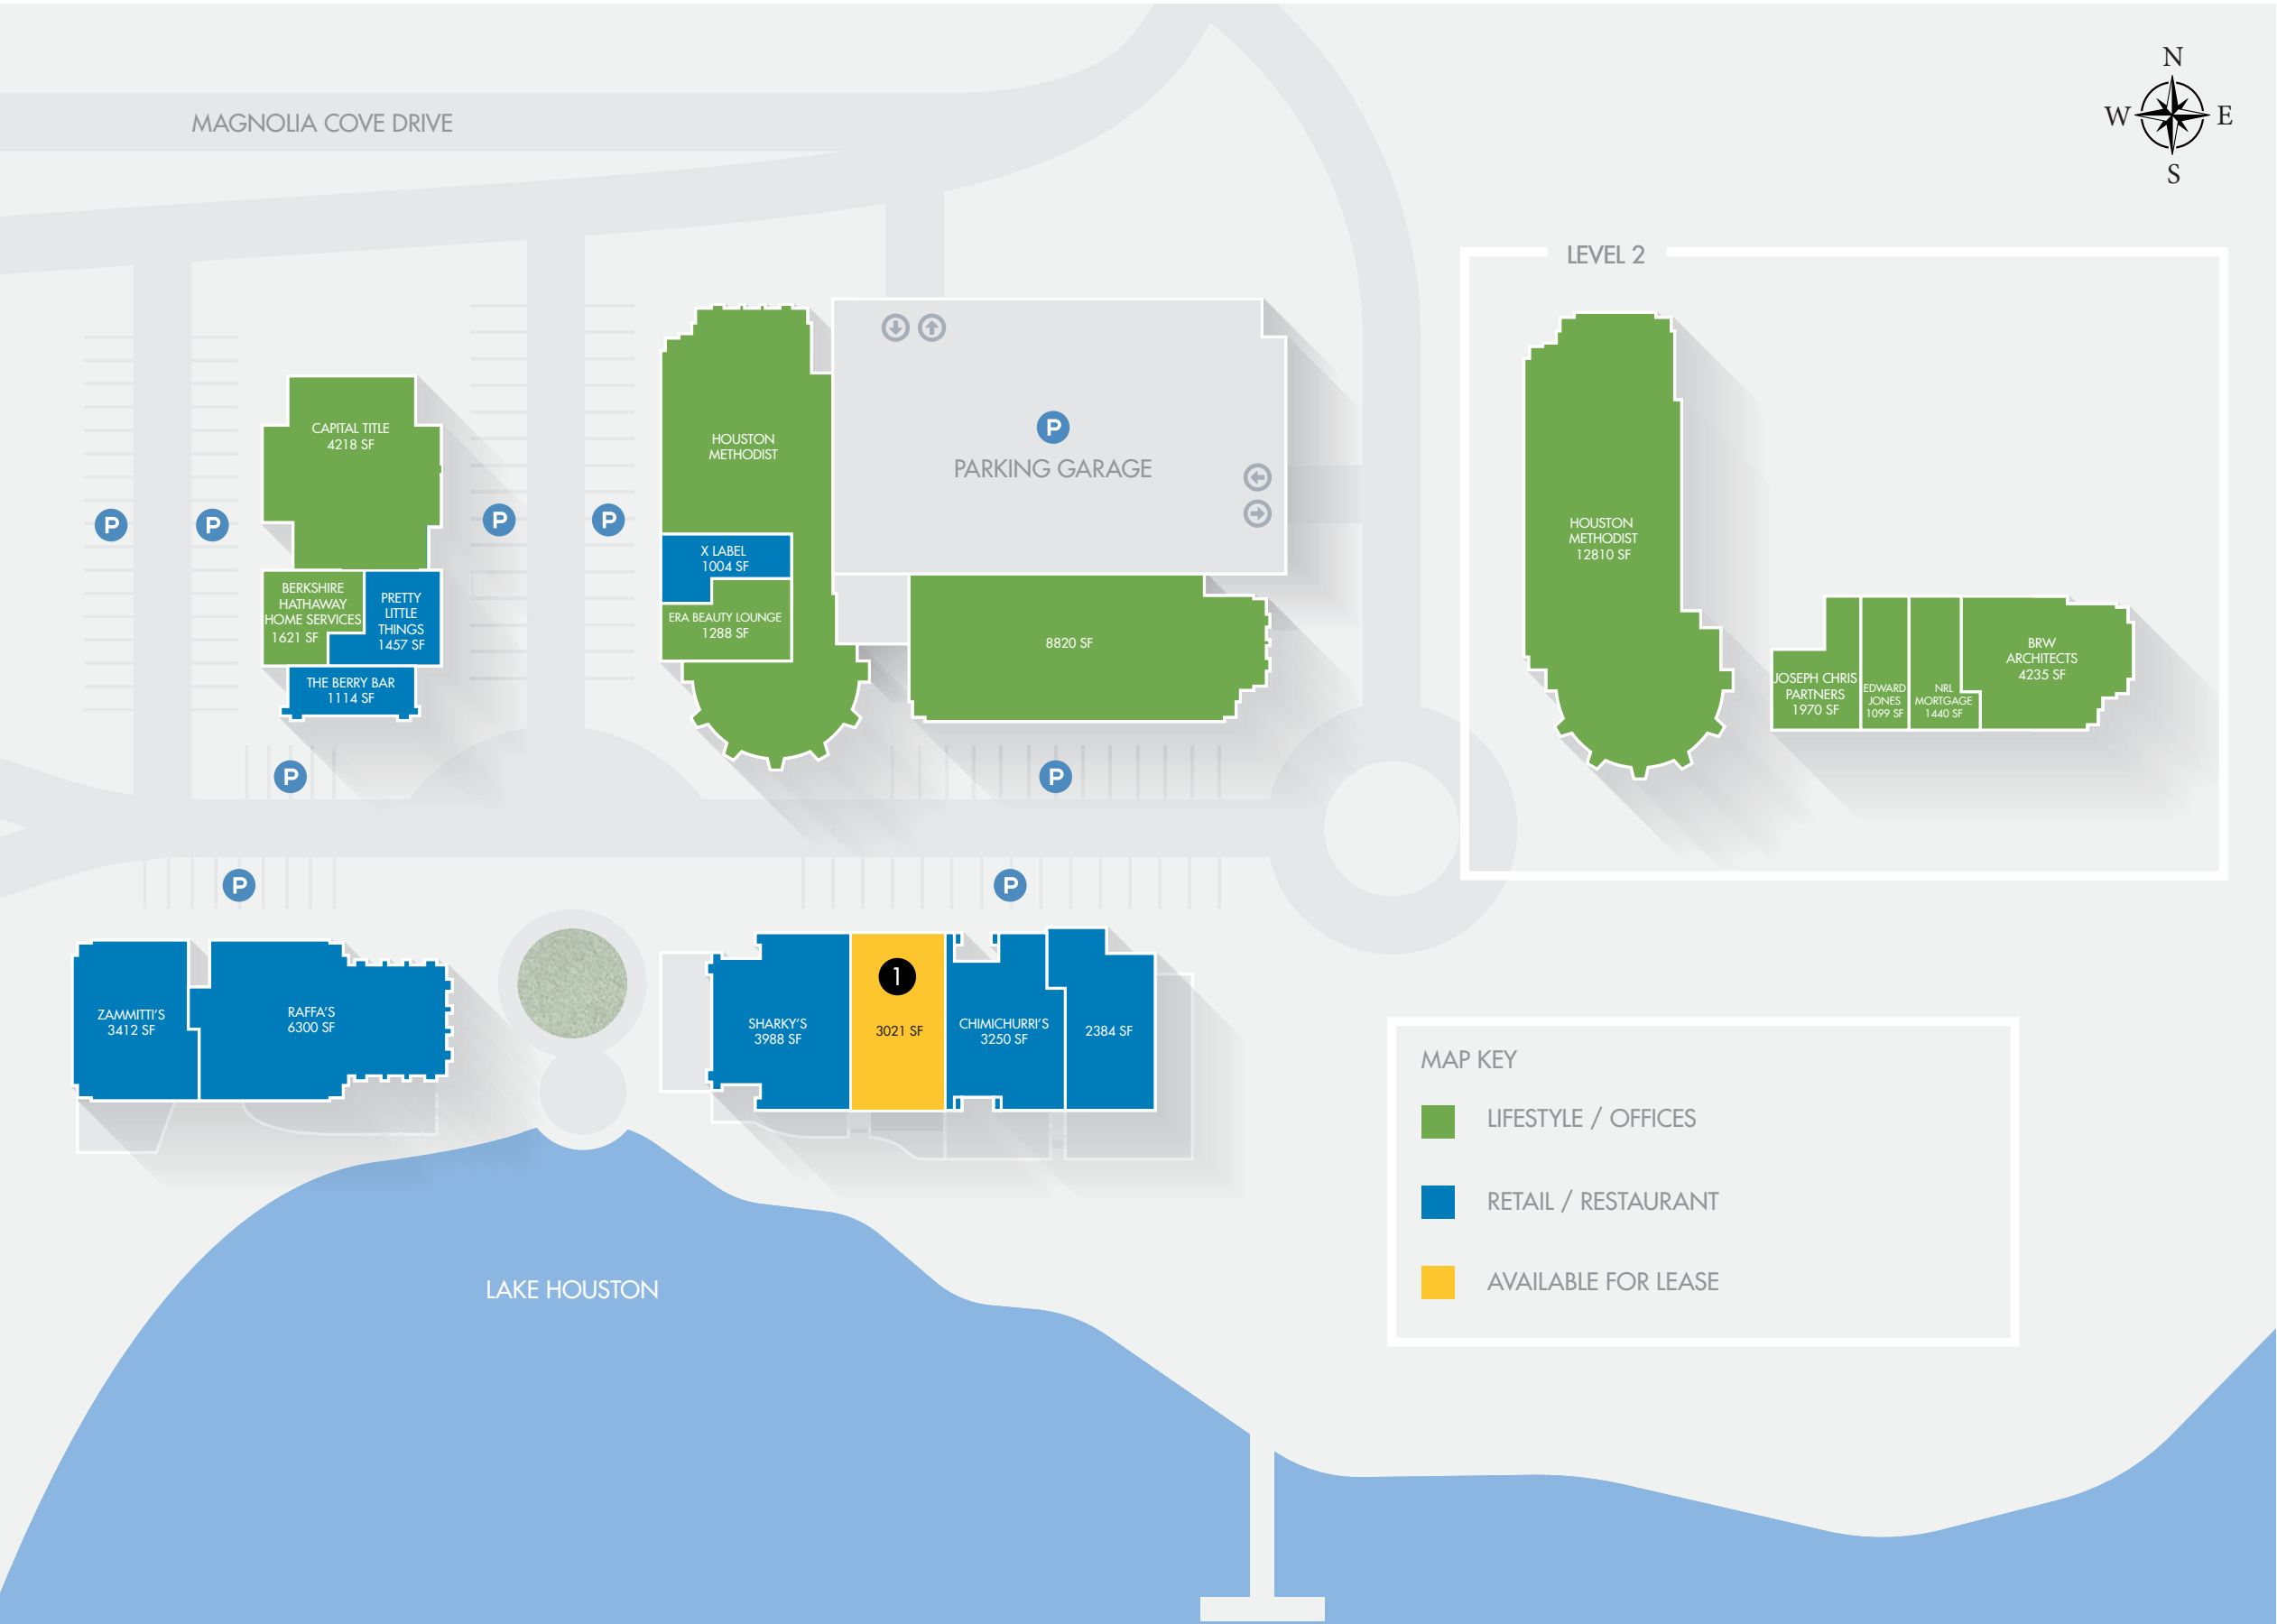 N
W
E
S
MAGNOLIA COVE DRIVE
LEVEL 2
CAPITAL TITLE
4218 SF
BERKSHIRE
HATHAWAY
HOME SERVICES
1621 SF
PRETTY
LITTLE
THINGS
1457 SF
THE BERRY BAR
1114 SF
P
P
P
P
HOUSTON
METHODIST
X LABEL
1004 SF
ERA BEAUTY LOUNGE
1288 SF
P
PARKING GARAGE
8820 SF
HOUSTON
METHODIST
12810 SF
JOSEPH CHRIS
PARTNERS
1970 SF
EDWARD
JONES
1099 SF
NRL
MORTGAGE
1440 SF
BRW
ARCHITECTS
4235 SF
P
P
P
P
ZAMMITTI'S
3412 SF
RAFFA'S
6300 SF
SHARKY'S
3988 SF
1
3021 SF
CHIMICHURRI'S
3250 SF
2384 SF
MAP KEY
LIFESTYLE / OFFICES
RETAIL / RESTAURANT
AVAILABLE FOR LEASE
LAKE HOUSTON